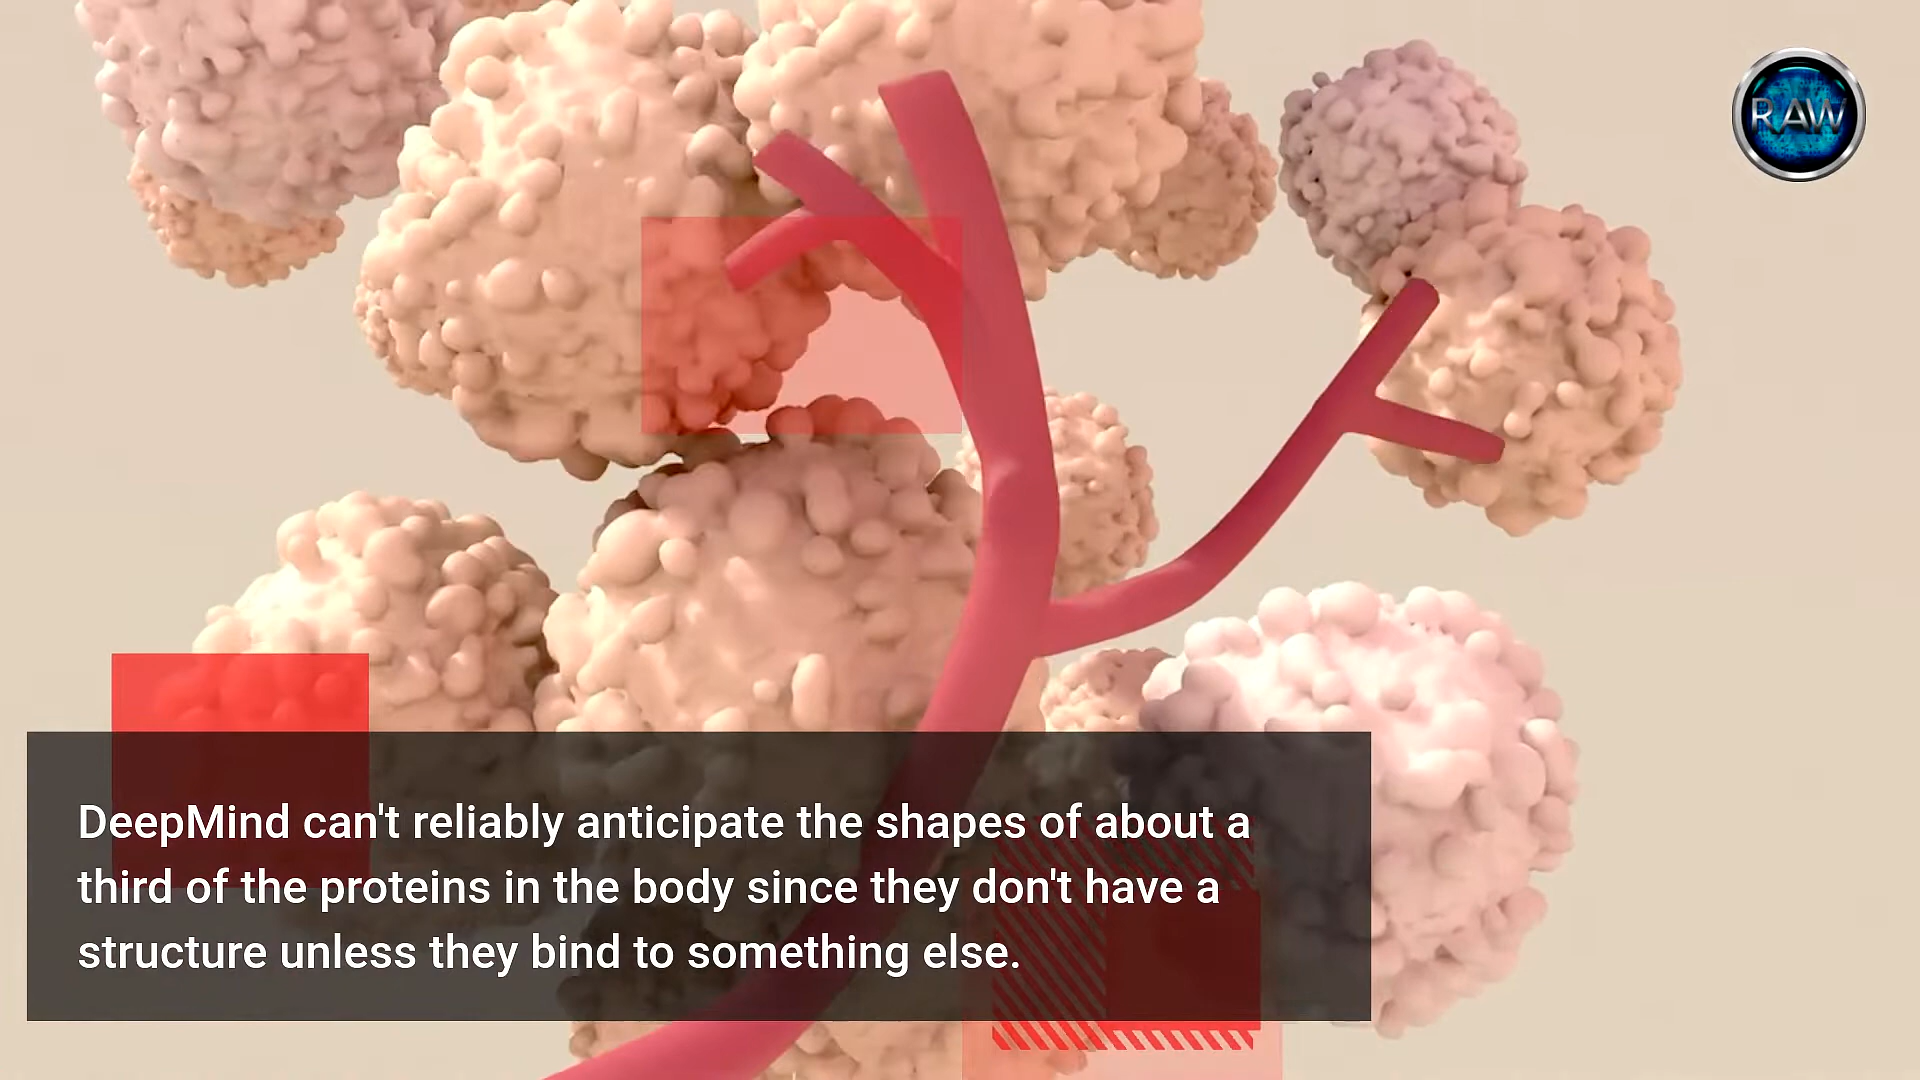 RAW
DeepMind can't reliably anticipate the shapes of about a
third of the proteins in the body since they don't have a
structure unless they bind to something else.